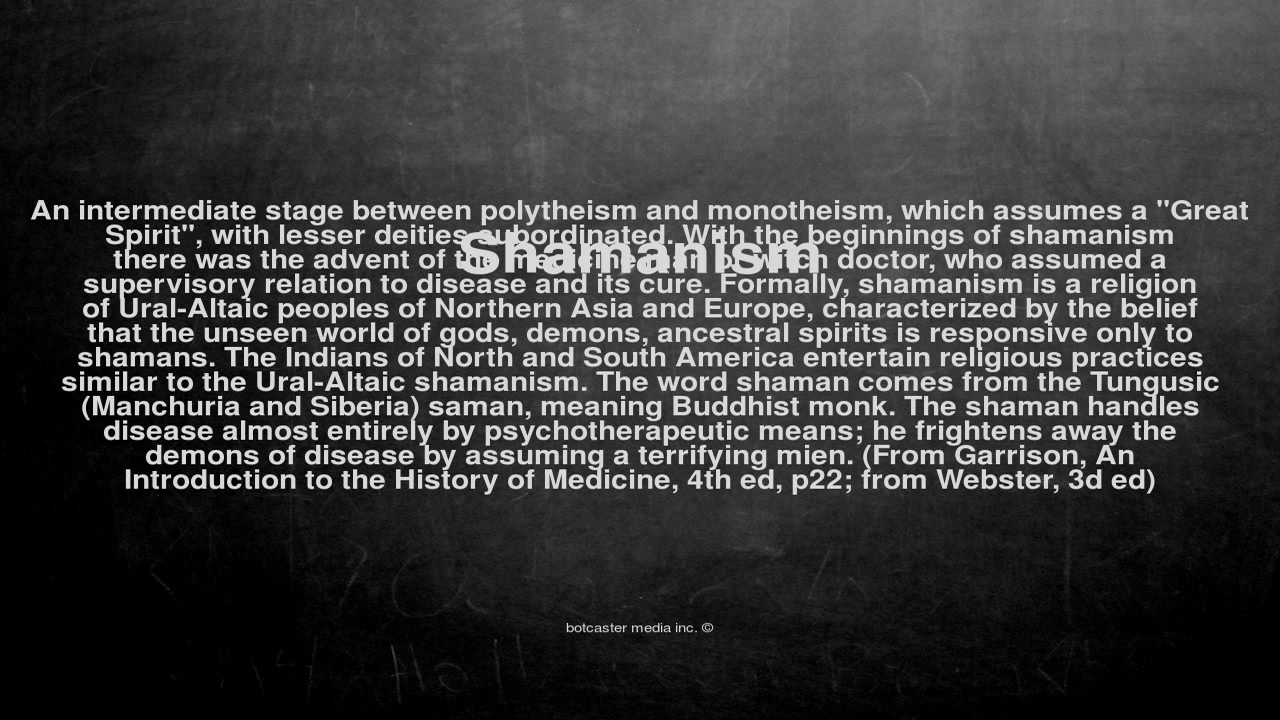 An intermediate stage between polytheism and monotheism, which assumes a "Great
Spirit", with lesser deities subordinated. With the beginnings of shamanism
Shamanism
there was the advent of the medicine man or witch doctor, who assumed a
supervisory relation to disease and its cure. Formally, shamanism is a religion
of Ural-Altaic peoples of Northern Asia and Europe, characterized by the belief
that the unseen world of gods, demons, ancestral spirits is responsive only to
shamans. The Indians of North and South America entertain religious practices
similar to the Ural-Altaic shamanism. The word shaman comes from the Tungusic
(Manchuria and Siberia) saman, meaning Buddhist monk. The shaman handles
disease almost entirely by psychotherapeutic means; he frightens away the
demons of disease by assuming a terrifying mien. (From Garrison, An
Introduction to the History of Medicine, 4th ed, p22; from Webster, 3d ed)
botcaster media inc. ©